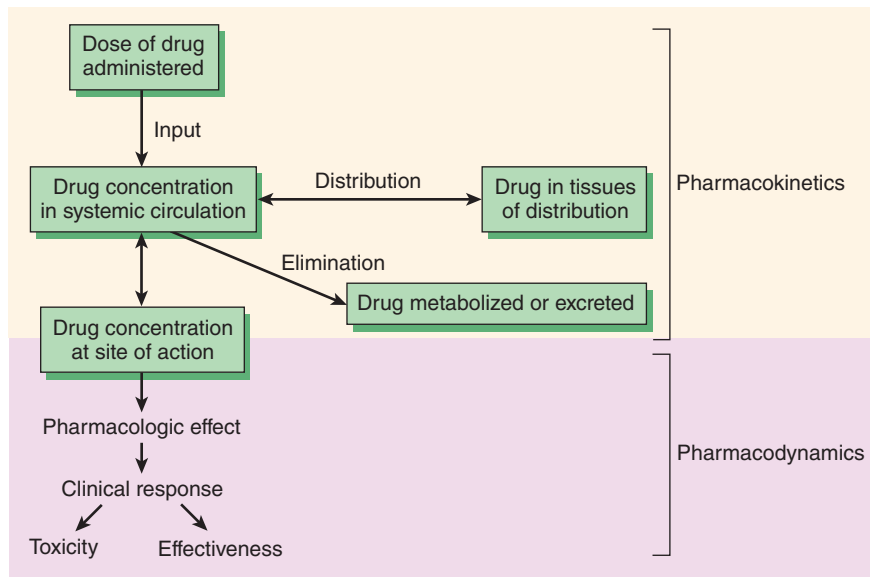 Dose of drug
administered
Input
Drug concentration
in systemic circulation
Distribution
Drug in tissues
of distribution
Pharmacokinetics
Elimination
Drug metabolized or excreted
Drug concentration
at site of action
Pharmacologic effect
Pharmacodynamics
Clinical response
Toxicity
Effectiveness